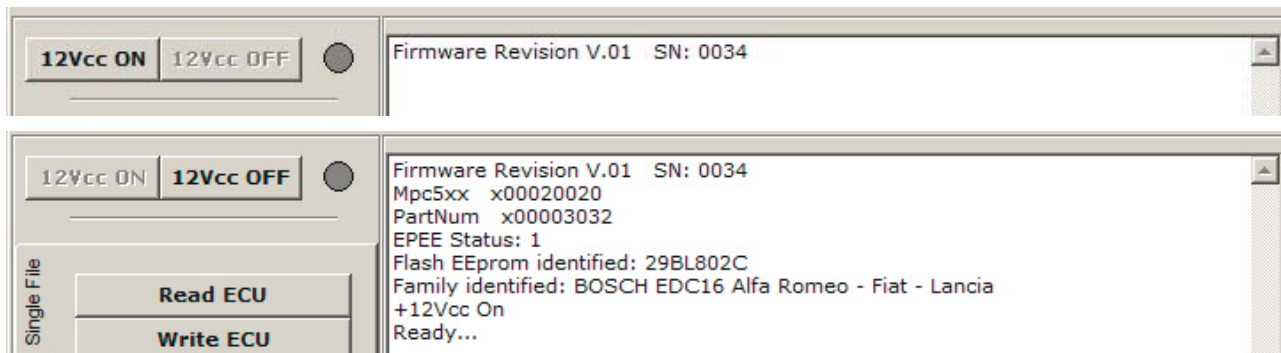 12Vcc ON 12Vcc OFF
Firmware Revision V.01 SN: 0034
12Vcc ON 12Vcc OFF
Firmware Revision V.01 SN: 0034
Mpc5xx x00020020
PartNum x00003032
EPEE Status: 1
Flash EEprom identified: 29BL802C
Family identified: BOSCH EDC16 Alfa Romeo - Fiat - Lancia
+12Vcc On
Ready...
Single File
Read ECU
Write ECU